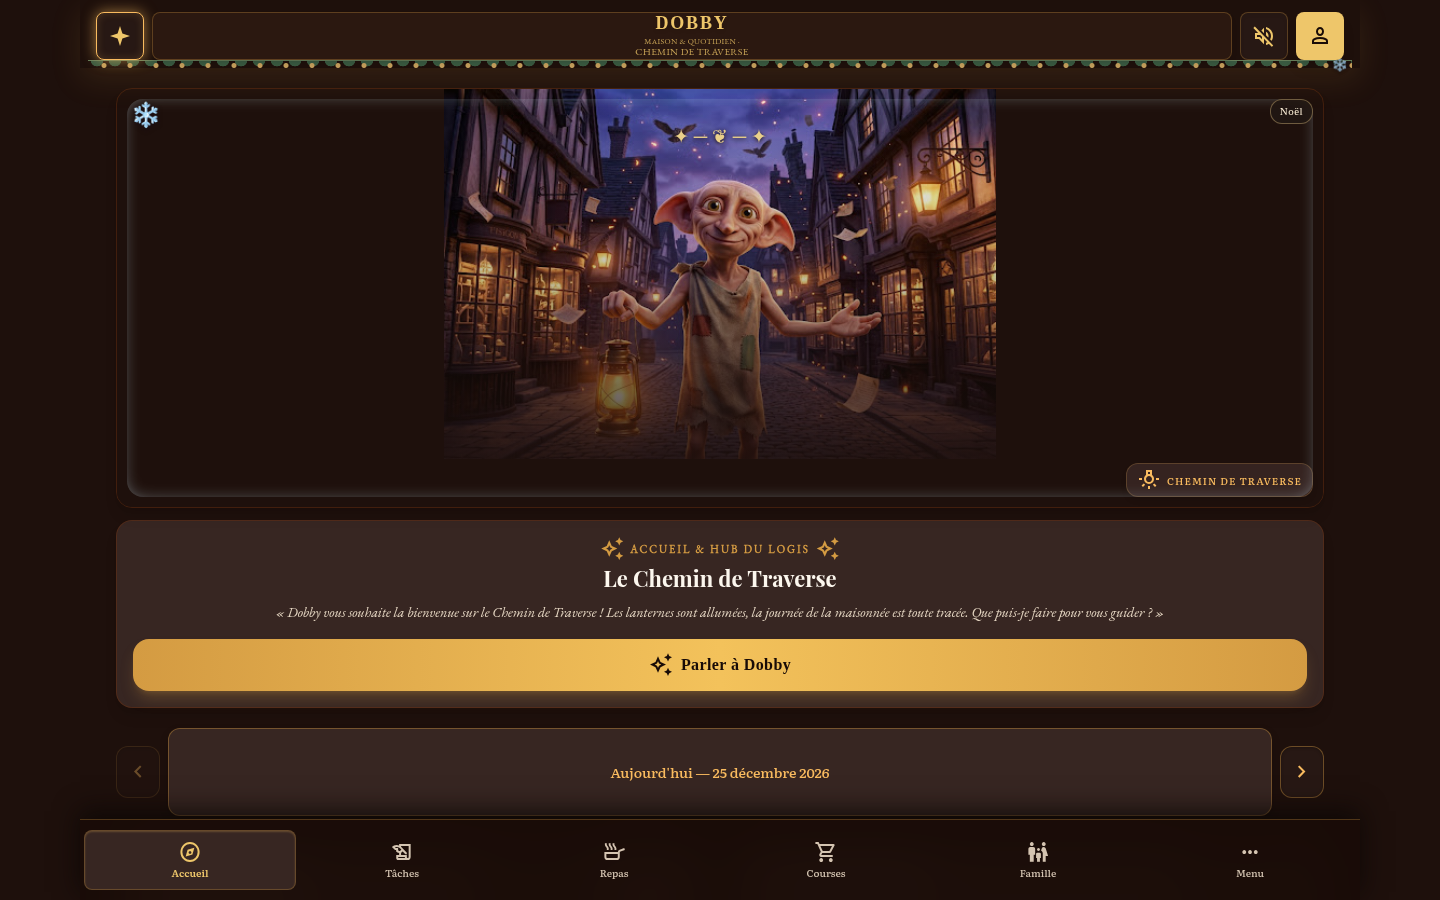 DOBBY
MAISON & QUOTIDIEN ·
CHEMIN DE TRAVERSE
Noël
CHEMIN DE TRAVERSE
ACCUEIL & HUB DU LOGIS
Le Chemin de Traverse
« Dobby vous souhaite la bienvenue sur le Chemin de Traverse ! Les lanternes sont allumées, la journée de la maisonnée est toute tracée. Que puis-je faire pour vous guider ? »
Parler à Dobby
Aujourd'hui — 25 décembre 2026
Accueil
Tâches
Repas
Courses
Famille
Menu